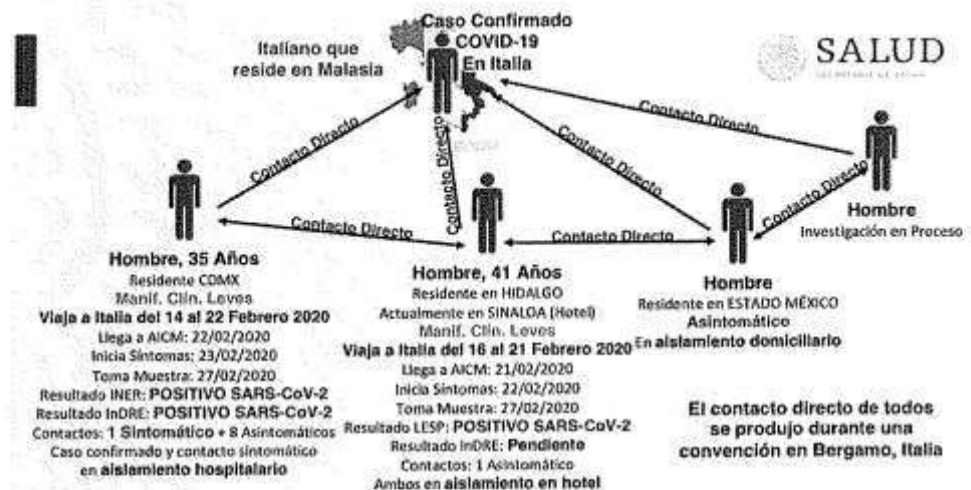 Caso Confirmado
COVID-19
En Italia
Italiano que
reside en Malasia
SALUD
SECRETARÍA DE SALUD
Contacto Directo
Contacto Directo
Contacto Directo
Contacto Directo
Contacto Directo
Contacto Directo
Contacto Directo
Hombre, 35 Años
Residente CDMX
Manif. Clín. Leves
Viaja a Italia del 14 al 22 Febrero 2020
Llega a AICM: 22/02/2020
Inicia Síntomas: 23/02/2020
Toma Muestra: 27/02/2020
Resultado INER: POSITIVO SARS-CoV-2
Resultado InDRE: POSITIVO SARS-CoV-2
Contactos: 1 Sintomático + 8 Asintomáticos
Caso confirmado y contacto sintomático
en aislamiento hospitalario
Hombre, 41 Años
Residente en HIDALGO
Actualmente en SINALOA (Hotel)
Manif. Clín. Leves
Viaja a Italia del 16 al 21 Febrero 2020
Llega a AICM: 21/02/2020
Inicia Síntomas: 22/02/2020
Toma Muestra: 27/02/2020
Resultado LESP: POSITIVO SARS-CoV-2
Resultado InDRE: Pendiente
Contactos: 1 Asintomático
Ambos en aislamiento en hotel
Hombre
Residente en ESTADO MÉXICO
Asintomático
En aislamiento domiciliario
Hombre
Investigación en Proceso
El contacto directo de todos
se produjo durante una
convención en Bergamo, Italia